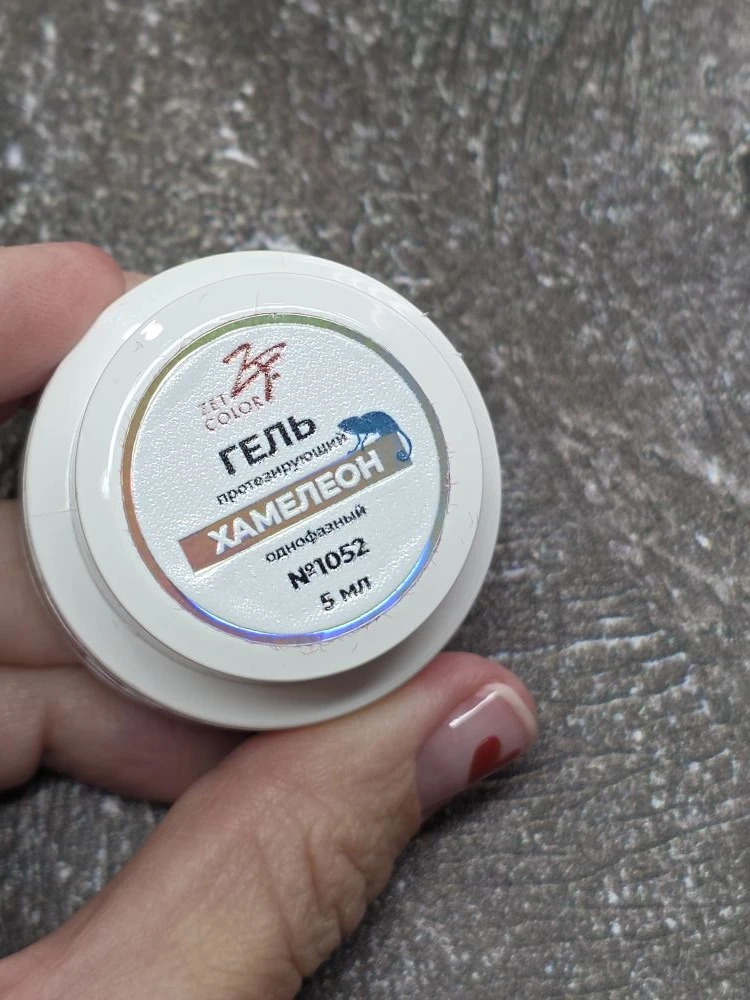 ZET
COLOR
ГЕЛЬ
протезирующий
ХАМЕЛЕОН
однофазный
№1052
5 мл